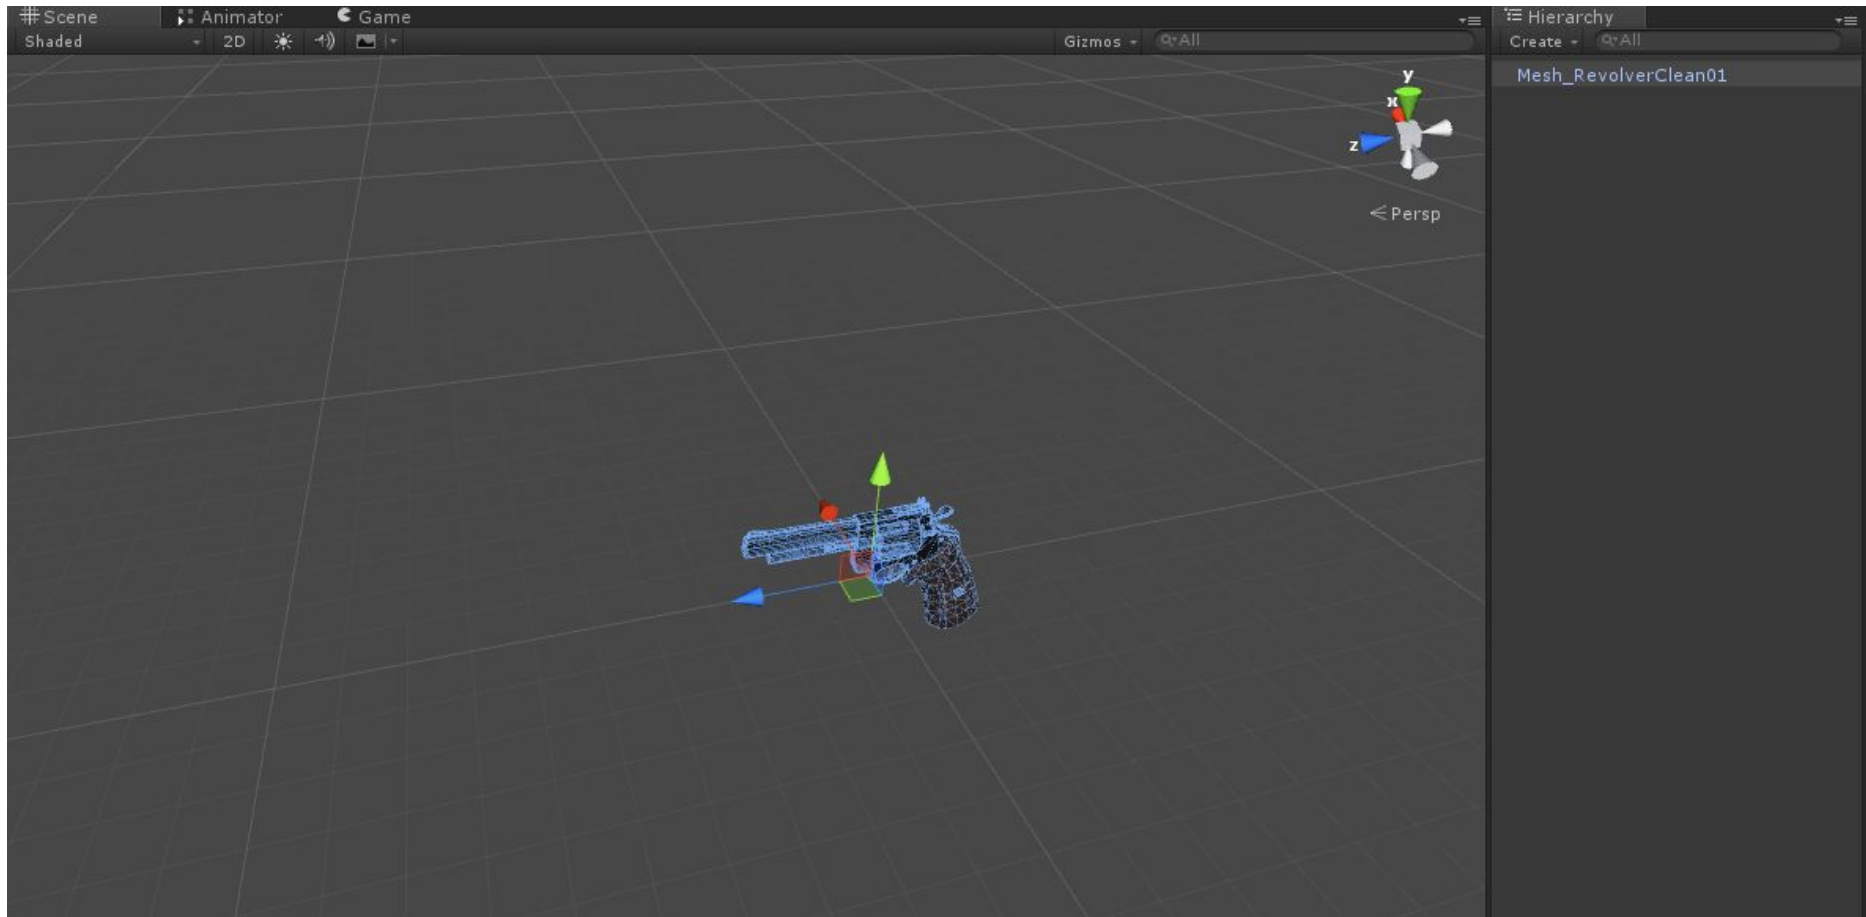 Scene Animator Game
Hierarchy
Shaded 2D Gizmos All
Create All
Mesh_RevolverClean01
y
x
z
Persp